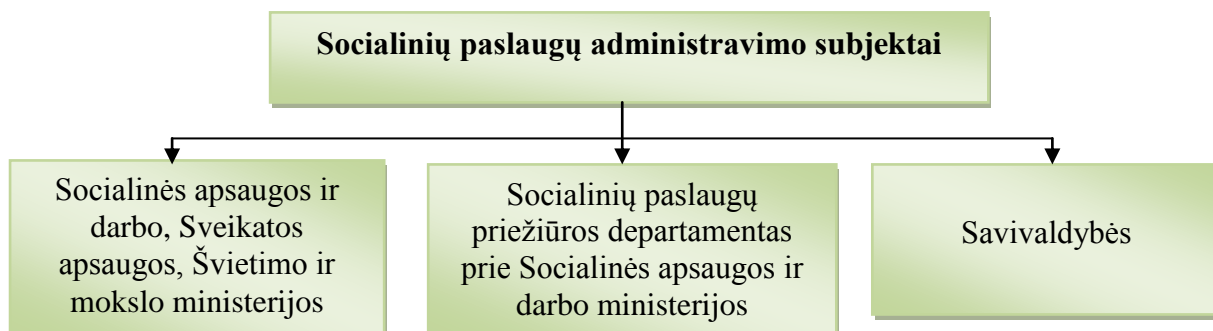 Socialinių paslaugų administravimo subjektai
Socialinės apsaugos ir
darbo, Sveikatos
apsaugos, Švietimo ir
mokslo ministerijos
Socialinių paslaugų
priežiūros departamentas
prie Socialinės apsaugos ir
darbo ministerijos
Savivaldybės